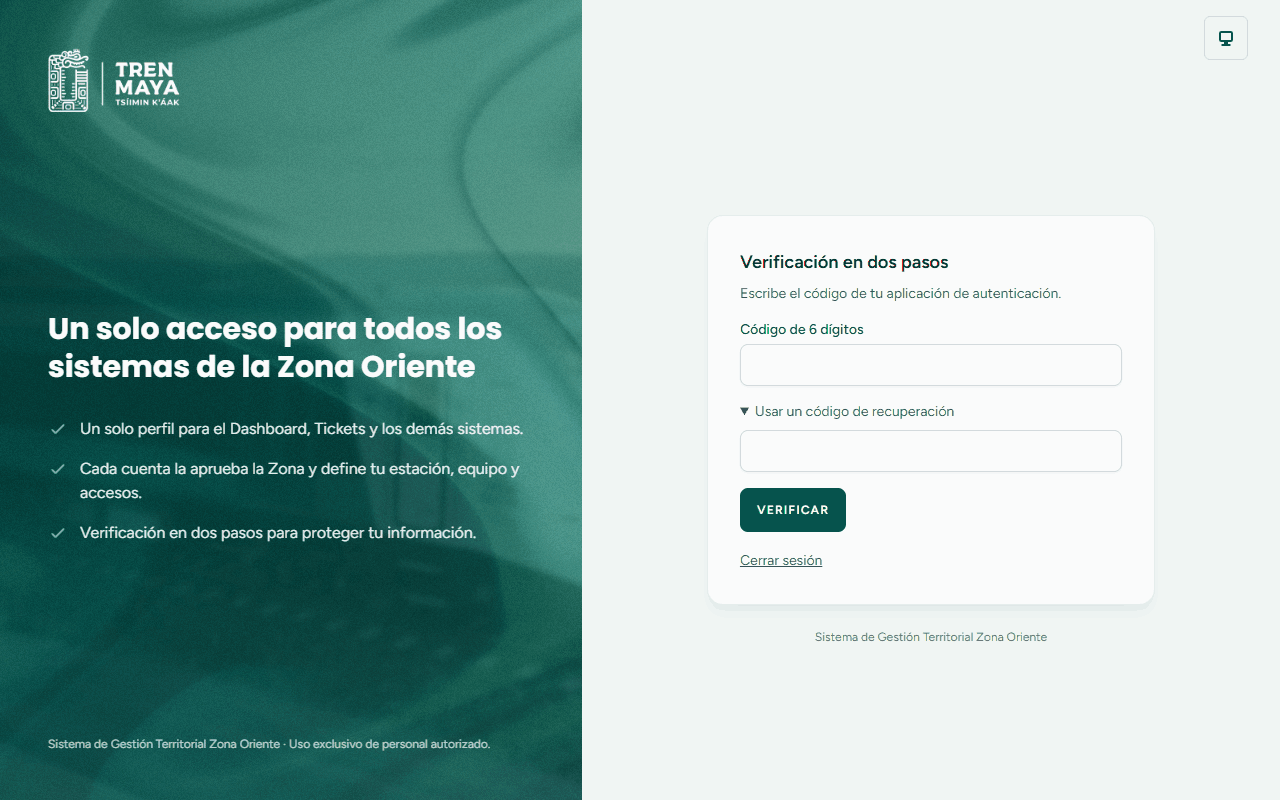 TREN
MAYA
TSÍIMIN K'ÁAK
Un solo acceso para todos los
sistemas de la Zona Oriente
Un solo perfil para el Dashboard, Tickets y los demás sistemas.
Cada cuenta la aprueba la Zona y define tu estación, equipo y
accesos.
Verificación en dos pasos para proteger tu información.
Sistema de Gestión Territorial Zona Oriente · Uso exclusivo de personal autorizado.
Verificación en dos pasos
Escribe el código de tu aplicación de autenticación.
Código de 6 dígitos
Usar un código de recuperación
VERIFICAR
Cerrar sesión
Sistema de Gestión Territorial Zona Oriente